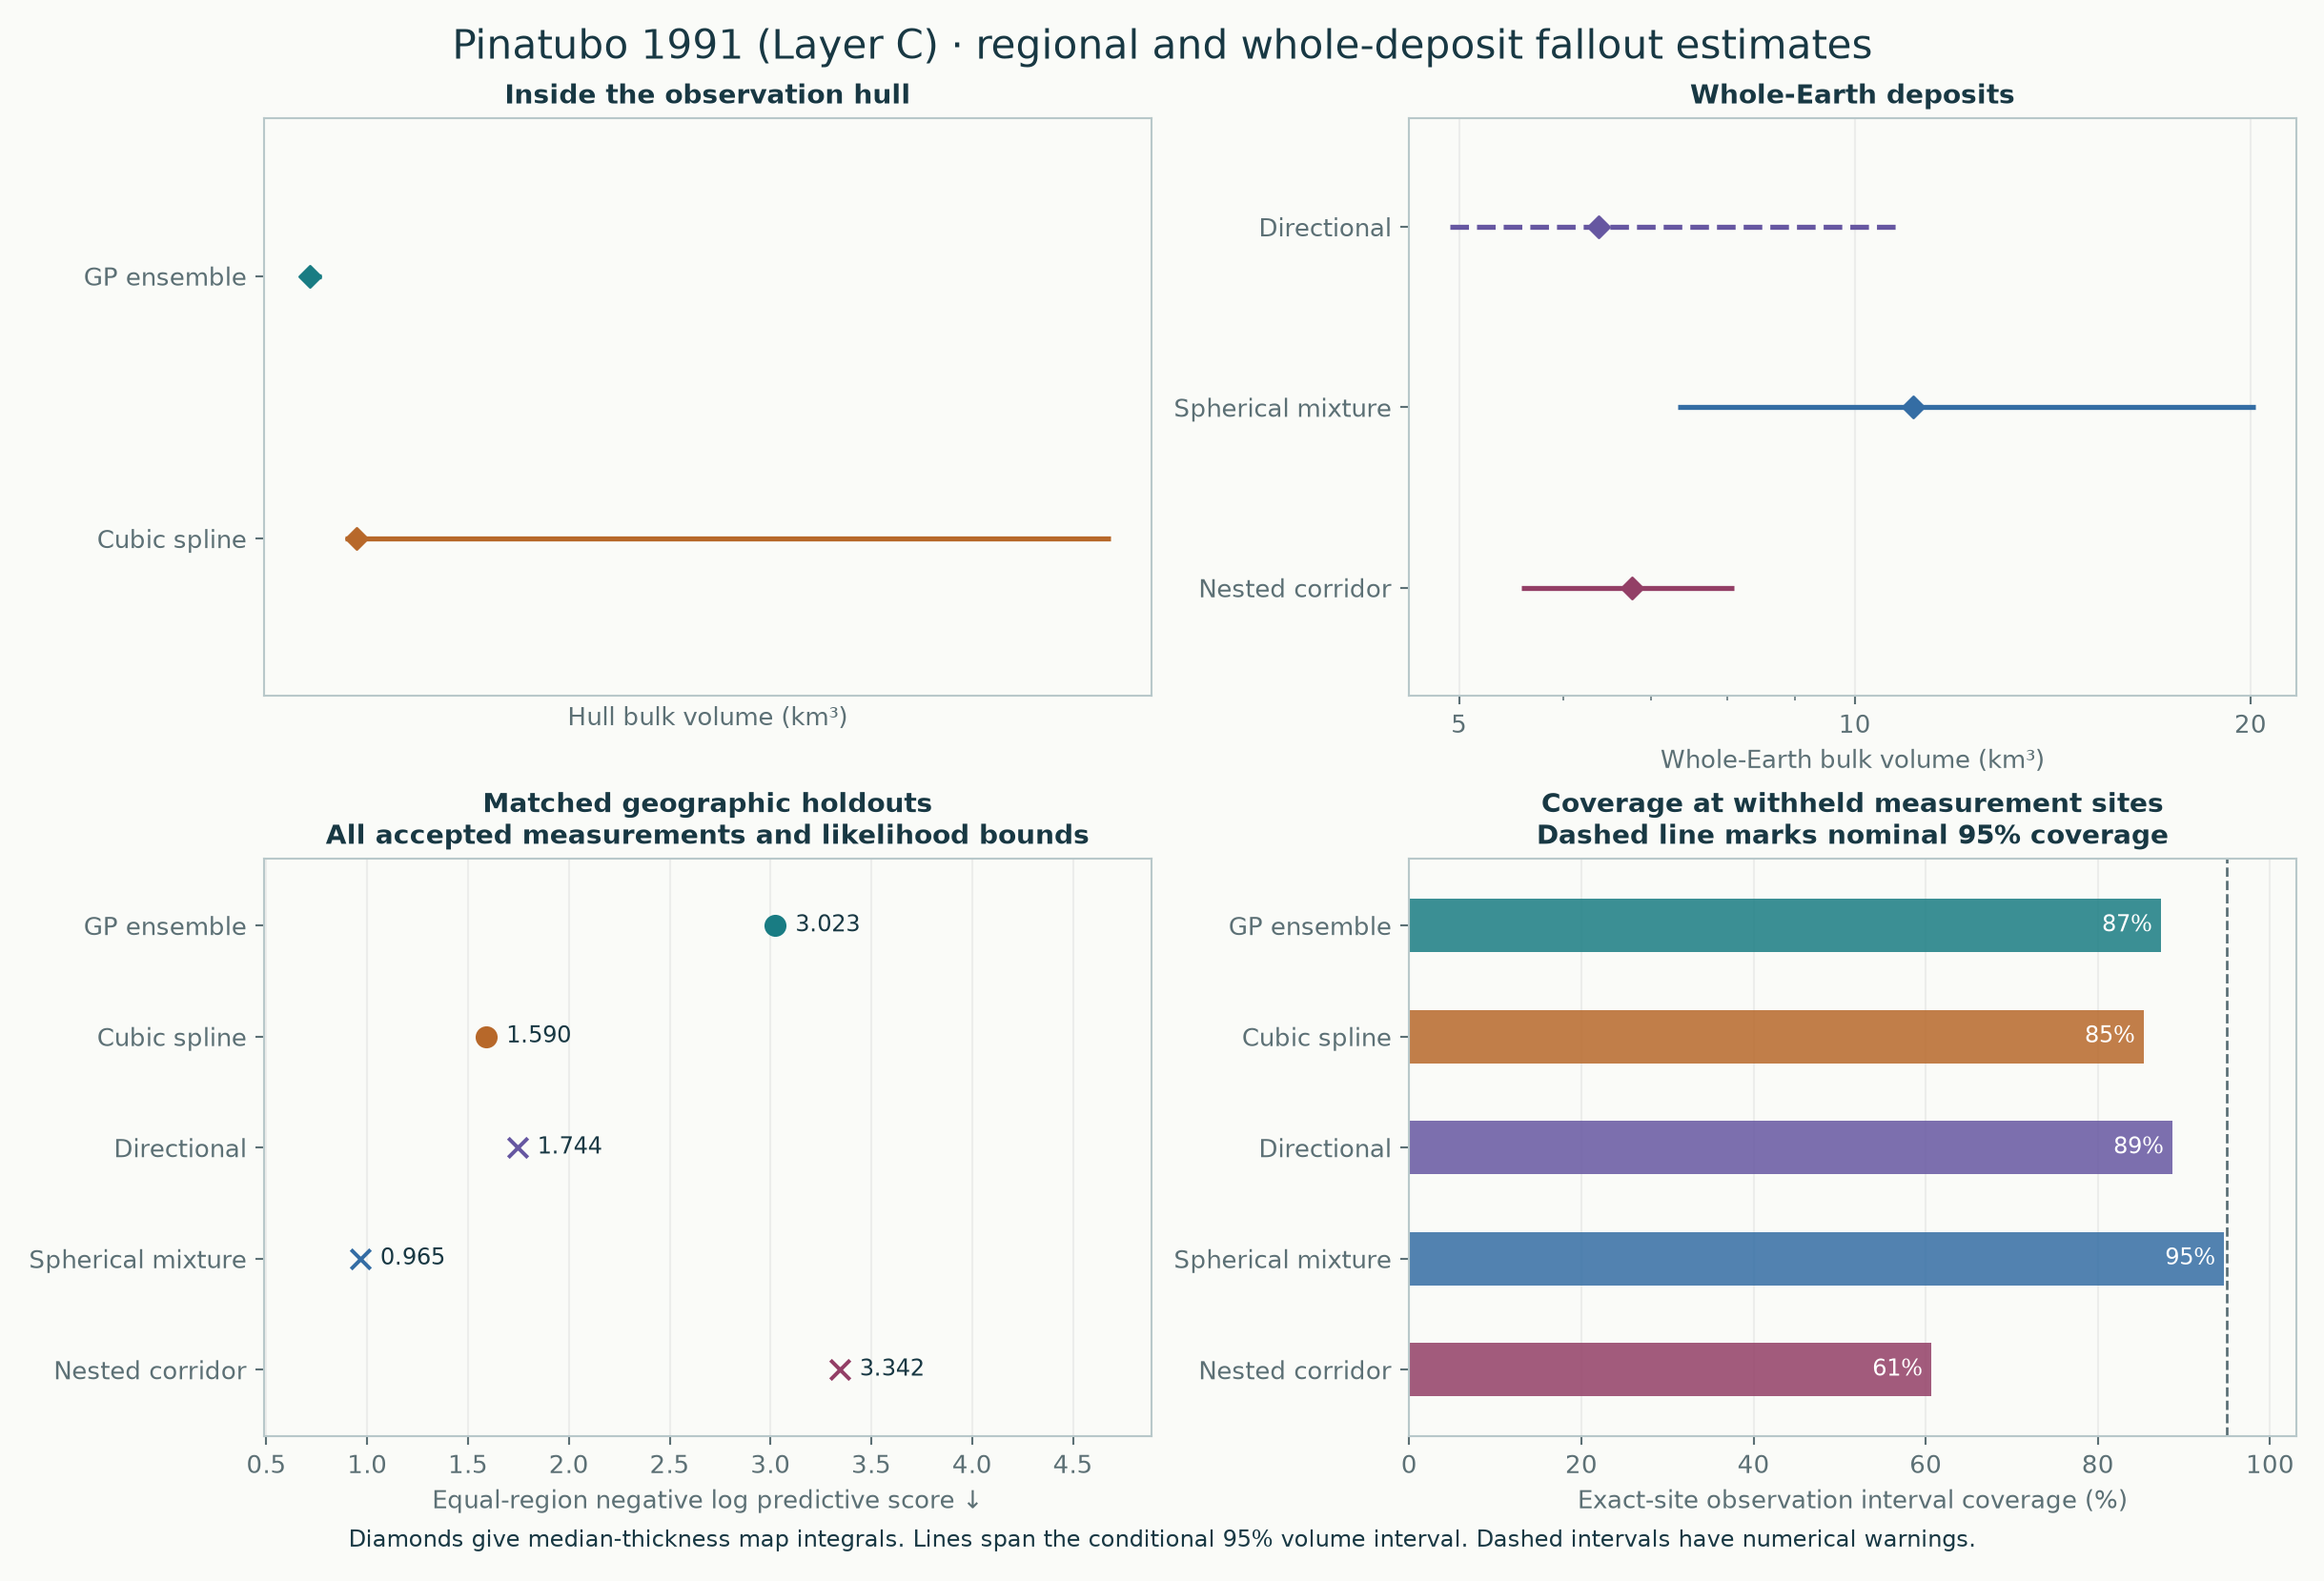 Pinatubo 1991 (Layer C) · regional and whole-deposit fallout estimates
Inside the observation hull
GP ensemble
Cubic spline
Hull bulk volume (km³)
Whole-Earth deposits
Directional
Spherical mixture
Nested corridor
5 10 20
Whole-Earth bulk volume (km³)
Matched geographic holdouts
All accepted measurements and likelihood bounds
GP ensemble 3.023
Cubic spline 1.590
Directional 1.744
Spherical mixture 0.965
Nested corridor 3.342
0.5 1.0 1.5 2.0 2.5 3.0 3.5 4.0 4.5
Equal-region negative log predictive score ↓
Coverage at withheld measurement sites
Dashed line marks nominal 95% coverage
GP ensemble 87%
Cubic spline 85%
Directional 89%
Spherical mixture 95%
Nested corridor 61%
0 20 40 60 80 100
Exact-site observation interval coverage (%)
Diamonds give median-thickness map integrals. Lines span the conditional 95% volume interval. Dashed intervals have numerical warnings.